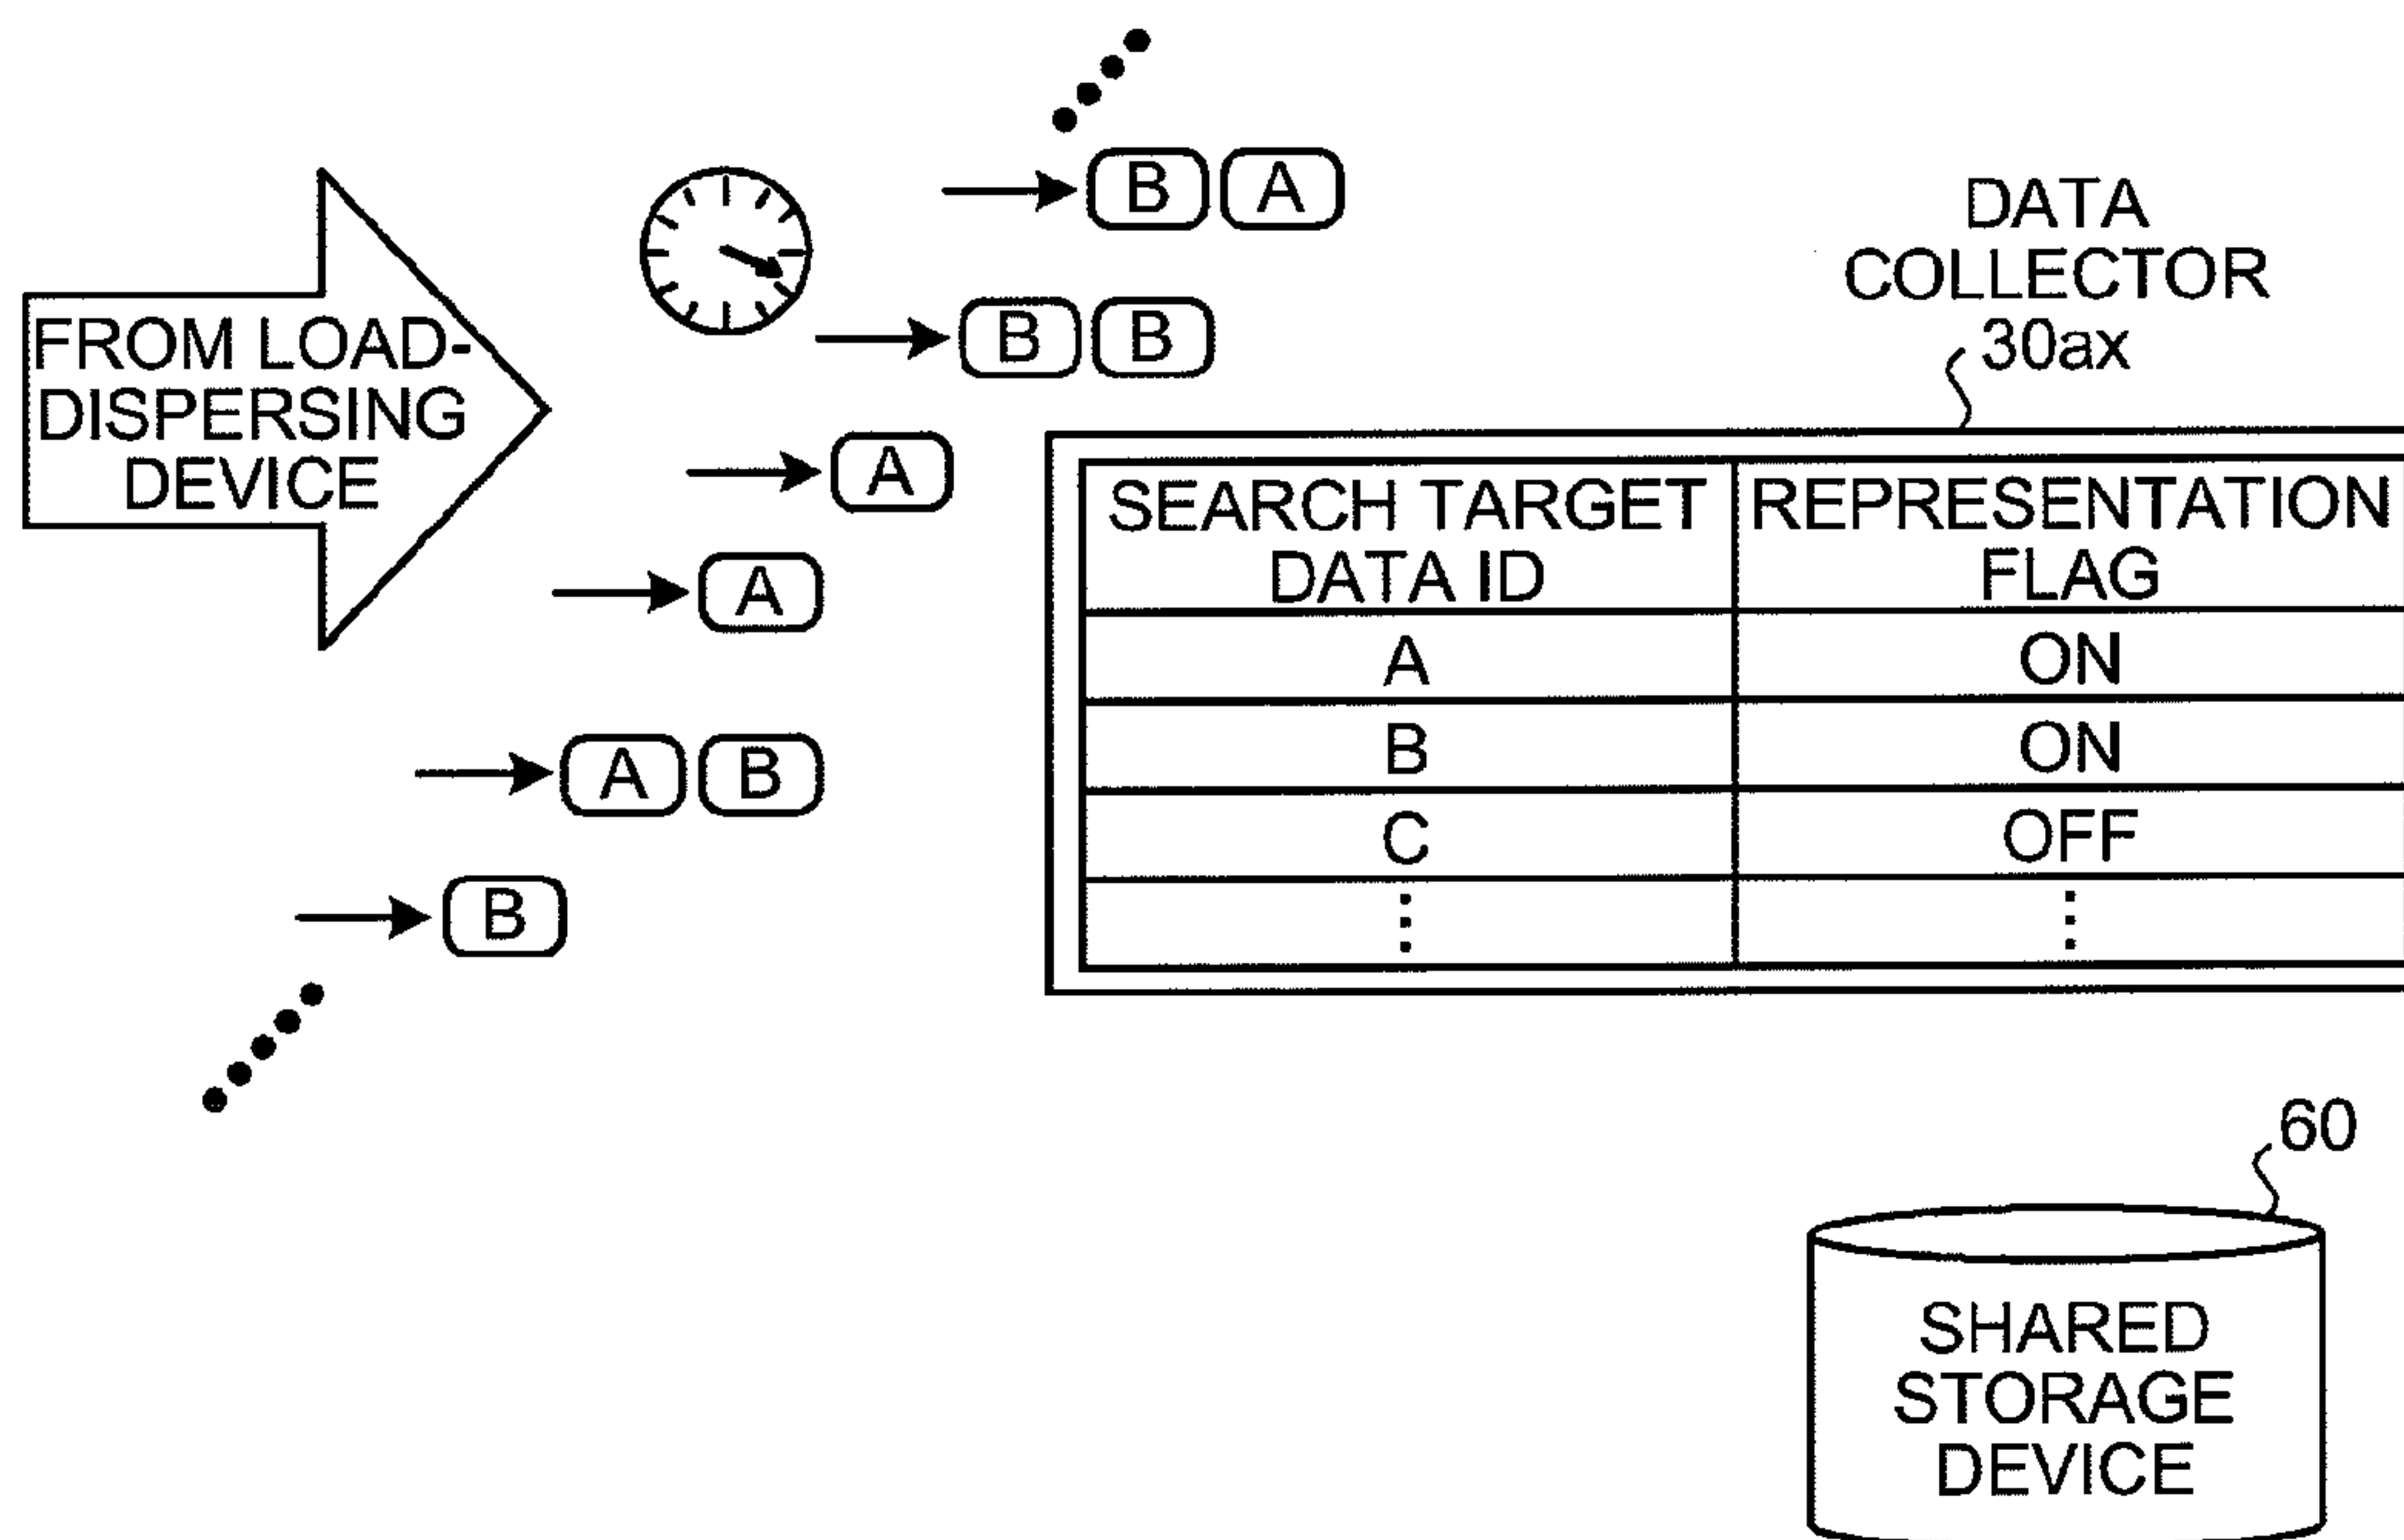 B A
DATA
COLLECTOR
30ax
FROM LOAD-
DISPERSING
DEVICE
B B
A
A
A B
B
SEARCH TARGET DATA ID
REPRESENTATION FLAG
A ON
B ON
C OFF
60
SHARED
STORAGE
DEVICE